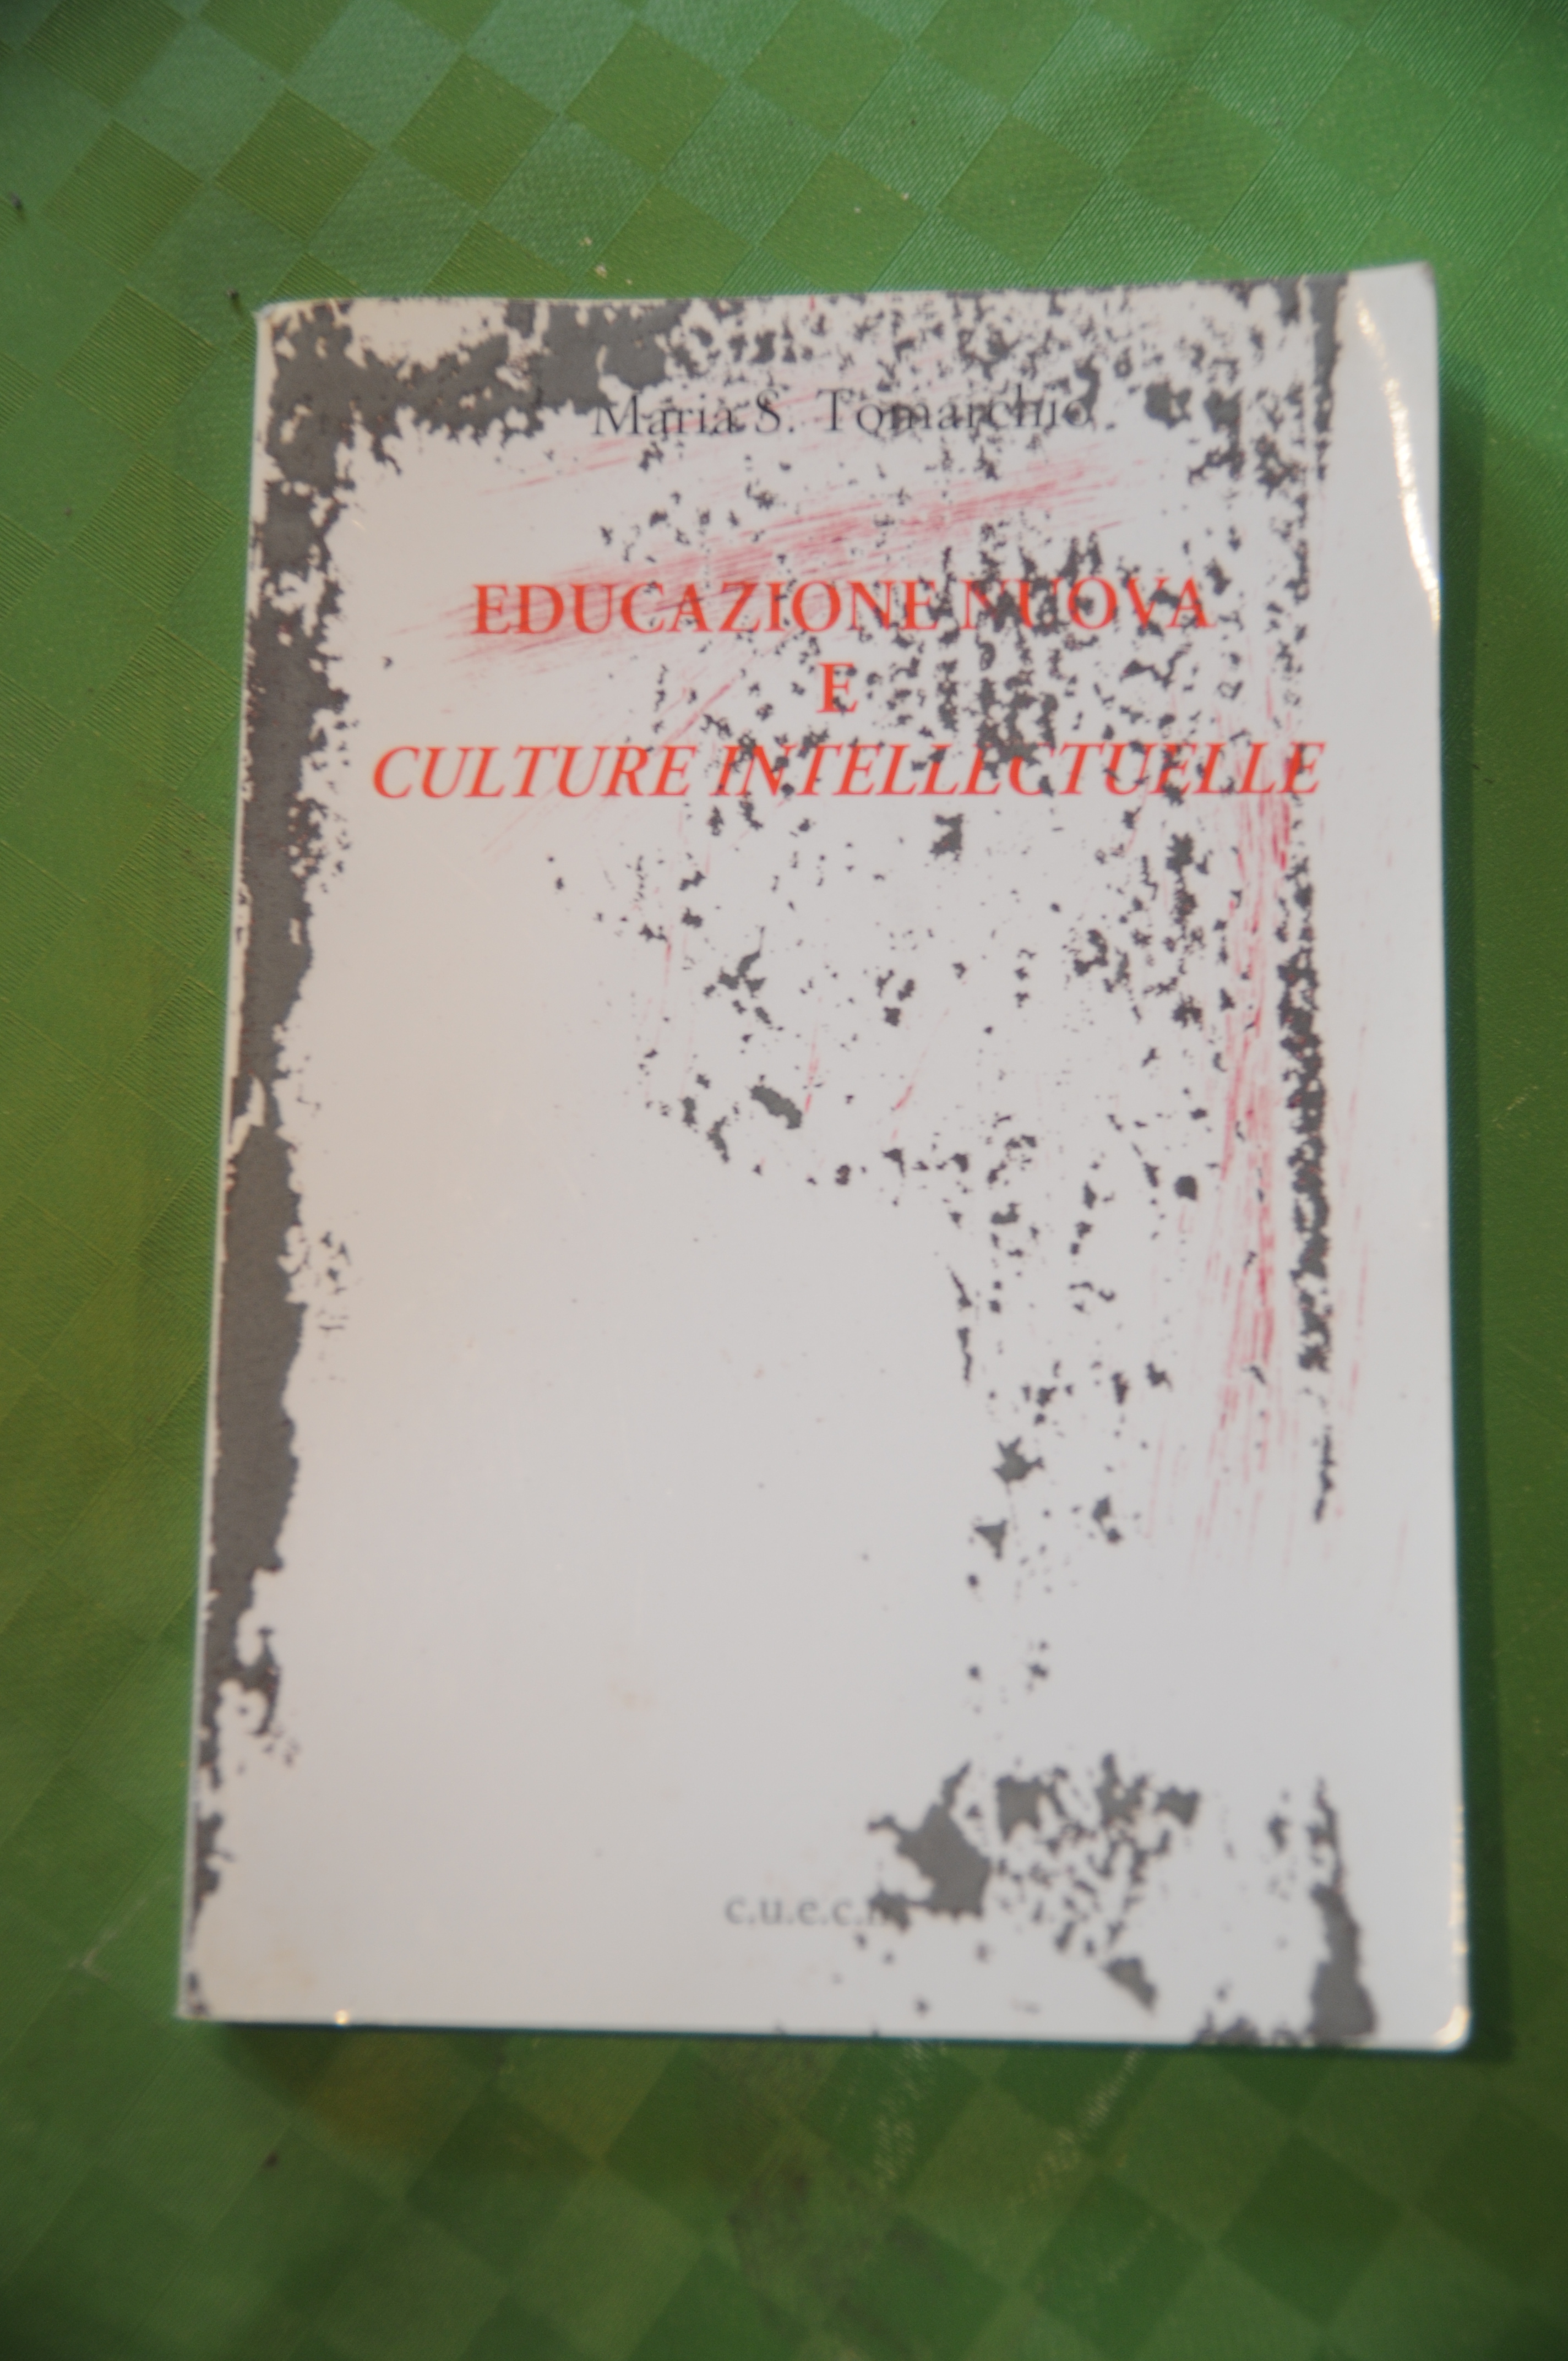 Maria S. Tomarchio
EDUCAZIONE NUOVA
E
CULTURE INTELLECTUELLE
c.u.e.c.m.